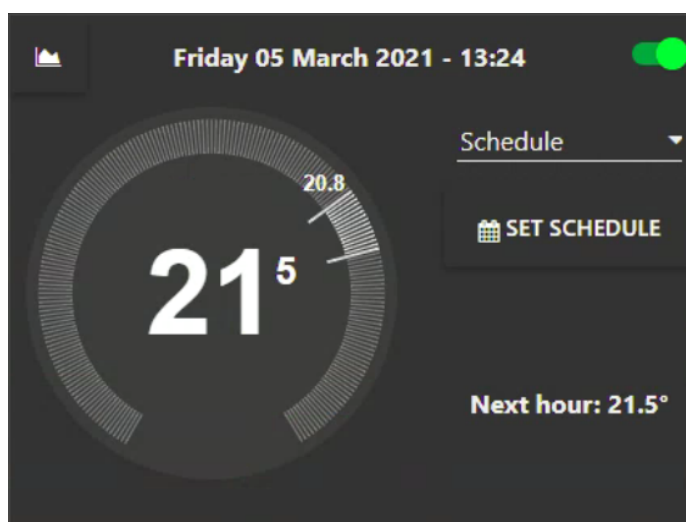 Friday 05 March 2021 - 13:24
Schedule
20.8
SET SCHEDULE
21 5
Next hour: 21.5°